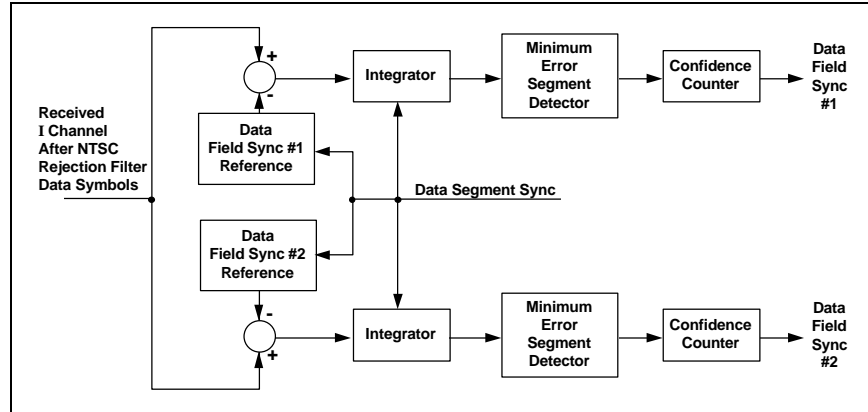 +
-
Integrator
Minimum
Error
Segment
Detector
Confidence
Counter
Data
Field
Sync
#1
Received
I Channel
After NTSC
Rejection Filter
Data Symbols
Data
Field Sync #1
Reference
Data Segment Sync
Data
Field Sync #2
Reference
-
+
Integrator
Minimum
Error
Segment
Detector
Confidence
Counter
Data
Field
Sync
#2